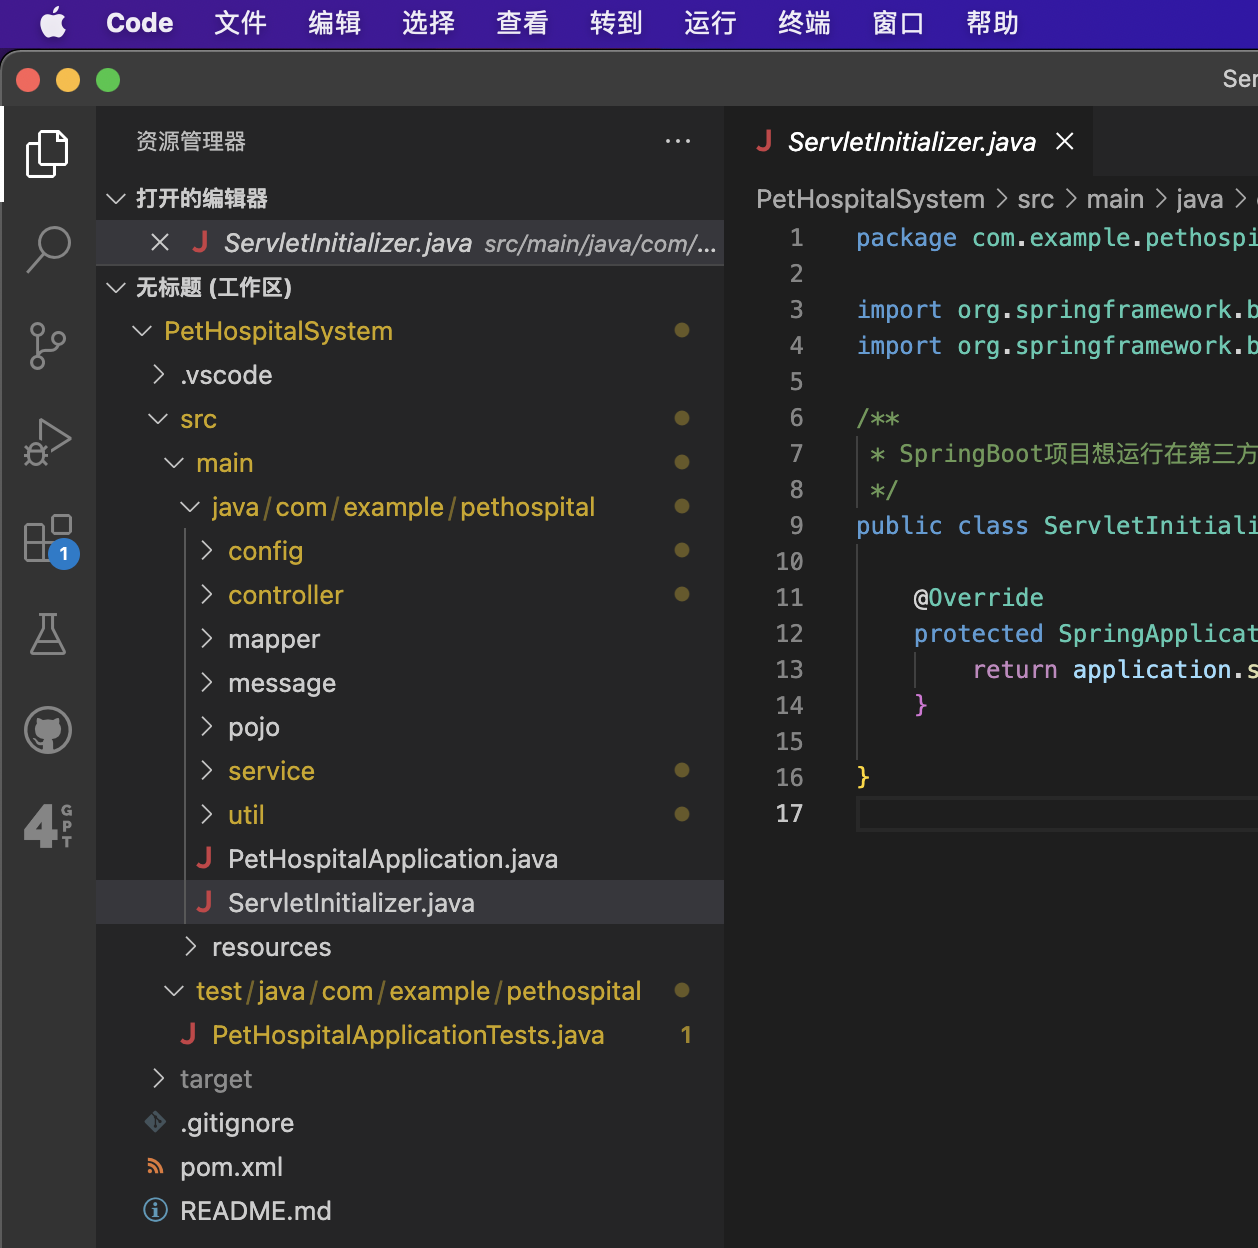 Code 文件 编辑 选择 查看 转到 运行 终端 窗口 帮助
Ser
资源管理器 ···
打开的编辑器
ServletInitializer.java src/main/java/com/...
无标题 (工作区)
PetHospitalSystem
.vscode
src
main
java/com/example/pethospital
config
controller
mapper
message
pojo
service
util
PetHospitalApplication.java
ServletInitializer.java
resources
test/java/com/example/pethospital
PetHospitalApplicationTests.java 1
target
.gitignore
pom.xml
README.md
1
4 GPT
ServletInitializer.java
PetHospitalSystem > src > main > java >
1 package com.example.pethospi
2
3 import org.springframework.b
4 import org.springframework.b
5
6 /**
7 * SpringBoot项目想运行在第三方
8 */
9 public class ServletInitiali
10
11 @Override
12 protected SpringApplicat
13 return application.s
14 }
15
16 }
17